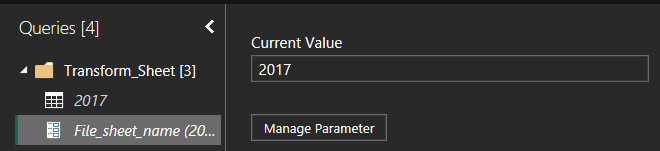 Queries [4]
Transform_Sheet [3]
2017
File_sheet_name (20...
Current Value
2017
Manage Parameter